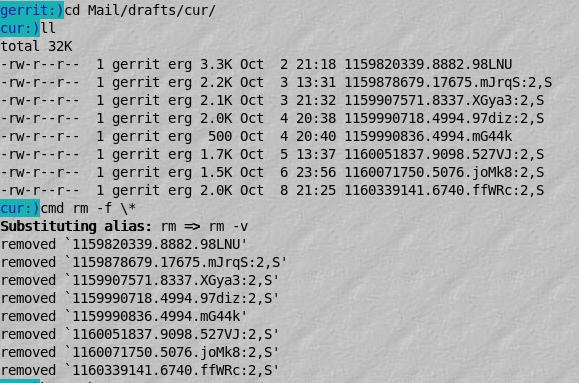 gerrit:)cd Mail/drafts/cur/
cur:)ll
total 32K
-rw-r--r--  1 gerrit erg 3.3K Oct  2 21:18 1159820339.8882.98LNU
-rw-r--r--  1 gerrit erg 2.2K Oct  3 13:31 1159878679.17675.mJrqS:2,S
-rw-r--r--  1 gerrit erg 2.1K Oct  3 21:32 1159907571.8337.XGya3:2,S
-rw-r--r--  1 gerrit erg 2.0K Oct  4 20:38 1159990718.4994.97diz:2,S
-rw-r--r--  1 gerrit erg  500 Oct  4 20:40 1159990836.4994.mG44k
-rw-r--r--  1 gerrit erg 1.7K Oct  5 13:37 1160051837.9098.527VJ:2,S
-rw-r--r--  1 gerrit erg 1.5K Oct  6 23:56 1160071750.5076.joMk8:2,S
-rw-r--r--  1 gerrit erg 2.0K Oct  8 21:25 1160339141.6740.ffWRc:2,S
cur:)cmd rm -f \*
Substituting alias: rm => rm -v
removed `1159820339.8882.98LNU'
removed `1159878679.17675.mJrqS:2,S'
removed `1159907571.8337.XGya3:2,S'
removed `1159990718.4994.97diz:2,S'
removed `1159990836.4994.mG44k'
removed `1160051837.9098.527VJ:2,S'
removed `1160071750.5076.joMk8:2,S'
removed `1160339141.6740.ffWRc:2,S'